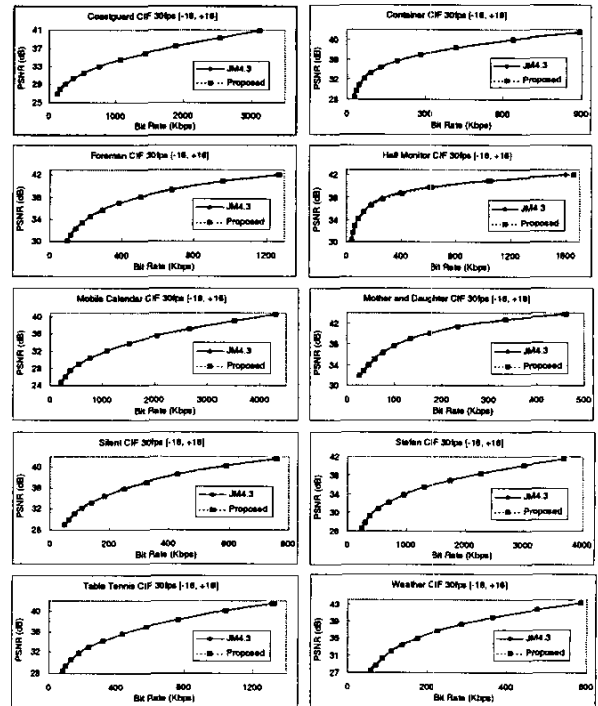 Coastguard CIF 30fps [-16, +16]
PSNR (dB)
41
37
33
29
25
JM4.3
Proposed
0
1000
2000
3000
Bit Rate (Kbps)
Container CIF 30fps [-16, +16]
PSNR (dB)
40
36
32
28
JM4.3
Proposed
0
300
600
900
Bit Rate (Kbps)
Foreman CIF 30fps [-16, +16]
PSNR (dB)
42
38
34
30
JM4.3
Proposed
0
400
800
1200
Bit Rate (Kbps)
Hall Monitor CIF 30fps [-16, +16]
PSNR (dB)
42
38
34
30
JM4.3
Proposed
0
600
1200
1800
Bit Rate (Kbps)
Mobile Calendar CIF 30fps [-16, +16]
PSNR (dB)
40
36
32
28
24
JM4.3
Proposed
0
1000
2000
3000
4000
Bit Rate (Kbps)
Mother and Daughter CIF 30fps [-16, +16]
PSNR (dB)
42
38
34
30
JM4.3
Proposed
0
100
200
300
400
500
Bit Rate (Kbps)
Silent CIF 30fps [-16, +16]
PSNR (dB)
40
36
32
28
JM4.3
Proposed
0
200
400
600
800
Bit Rate (Kbps)
Stefan CIF 30fps [-16, +16]
PSNR (dB)
40
36
32
28
JM4.3
Proposed
0
1000
2000
3000
4000
Bit Rate (Kbps)
Table Tennis CIF 30fps [-16, +16]
PSNR (dB)
40
36
32
28
JM4.3
Proposed
0
400
800
1200
Bit Rate (Kbps)
Weather CIF 30fps [-16, +16]
PSNR (dB)
43
39
35
31
27
JM4.3
Proposed
0
200
400
600
800
Bit Rate (Kbps)